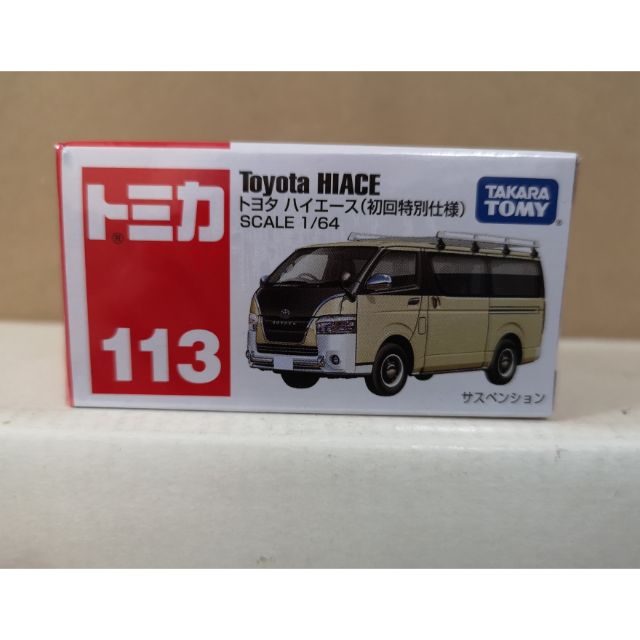 トミカ
®
113
Toyota HIACE
トヨタ ハイエース(初回特別仕様)
SCALE 1/64
TAKARA
TOMY
®
TOYOTA
サスペンション